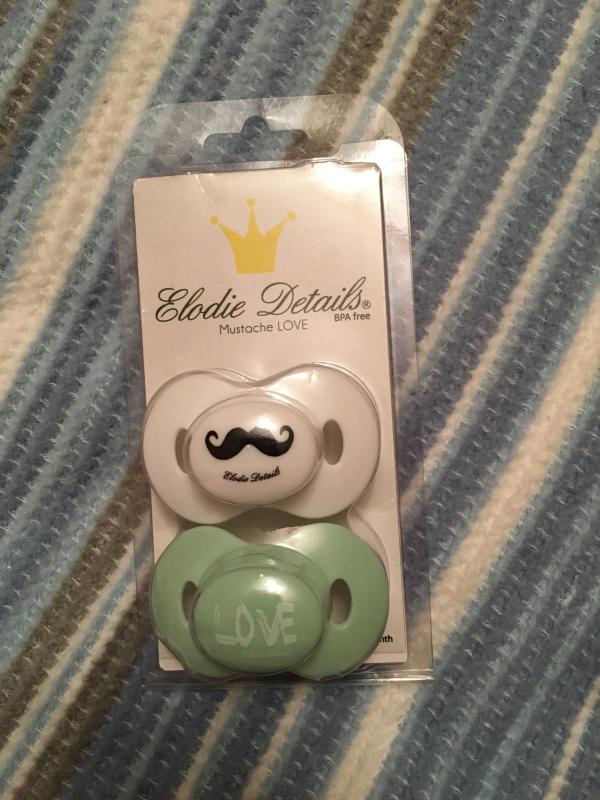 Elodie Details®
BPA free
Mustache LOVE
Elodie Details
LOVE